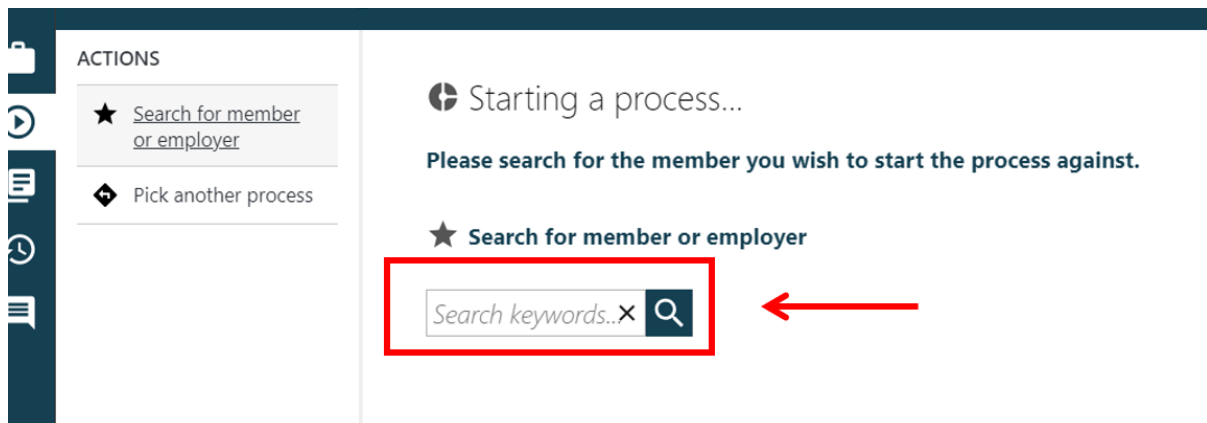 ACTIONS
Search for member
or employer
Pick another process
Starting a process...
Please search for the member you wish to start the process against.
Search for member or employer
Search keywords...